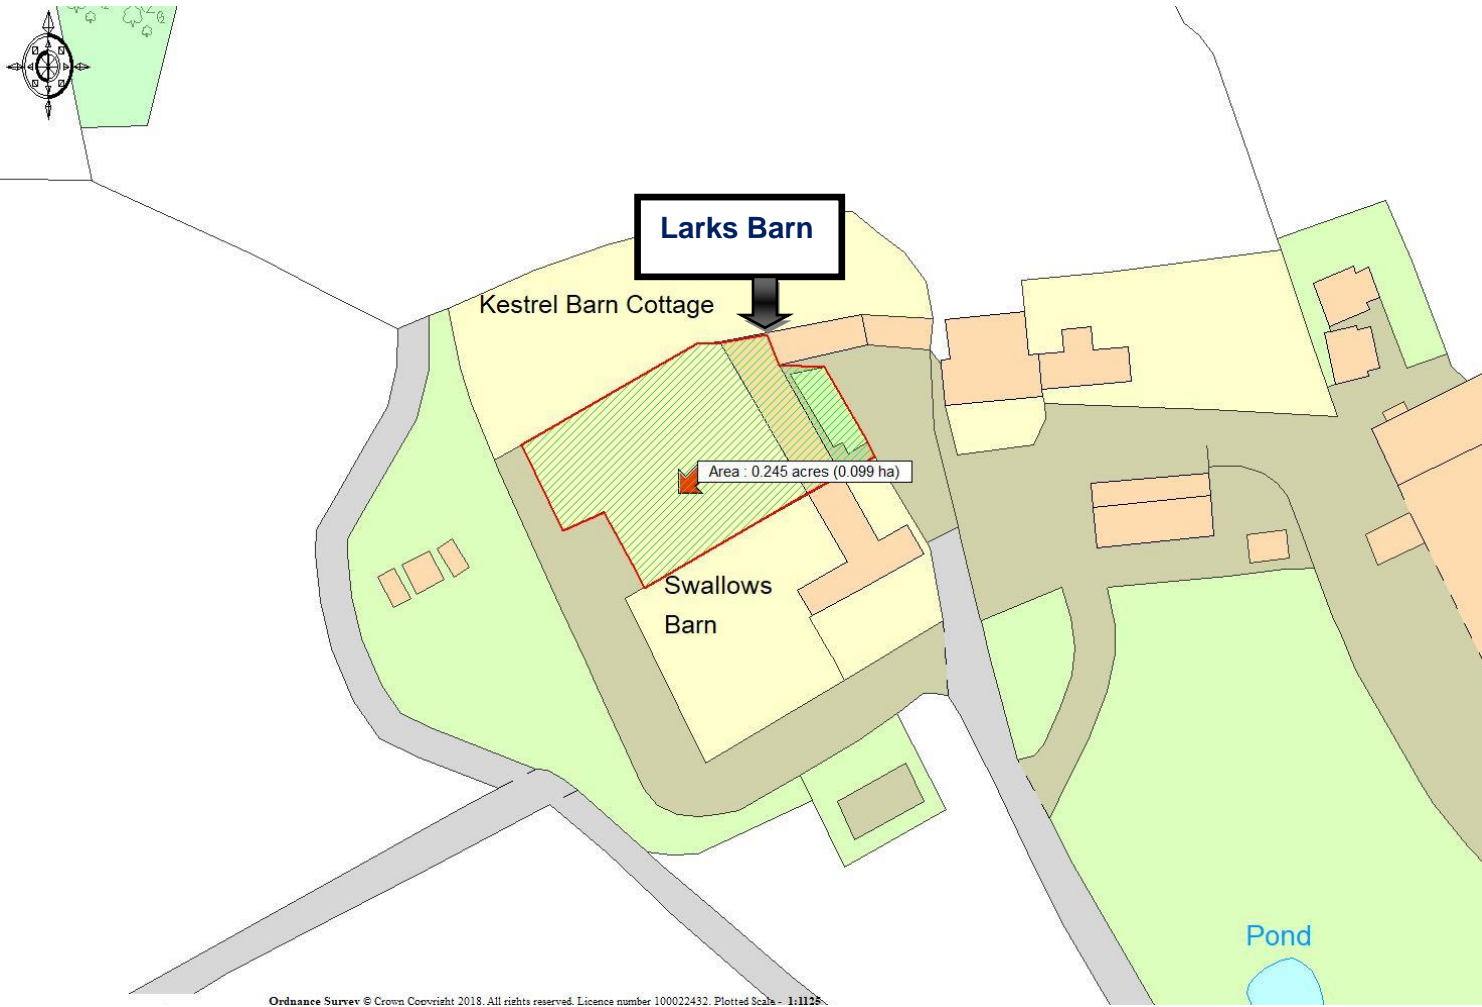 Larks Barn
Kestrel Barn Cottage
Area : 0.245 acres (0.099 ha)
Swallows
Barn
Pond
Ordnance Survey © Crown Copyright 2018. All rights reserved. Licence number 100022432. Plotted Scale - 1:1125